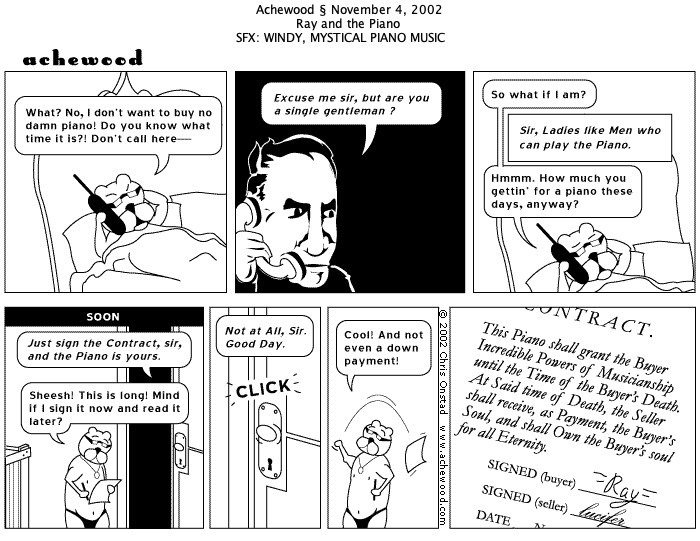 Achewood § November 4, 2002
Ray and the Piano
SFX: WINDY, MYSTICAL PIANO MUSIC
achewood
What? No, I don't want to buy no
damn piano! Do you know what
time it is?! Don't call here—
Excuse me sir, but are you
a single gentleman ?
So what if I am?
Sir, Ladies like Men who
can play the Piano.
Hmmm. How much you
gettin' for a piano these
days, anyway?
SOON
Just sign the Contract, sir,
and the Piano is yours.
Sheesh! This is long! Mind
if I sign it now and read it
later?
Not at All, Sir.
Good Day.
CLICK
Cool! And not
even a down
payment!
© 2002 Chris Onstad www.achewood.com
CONTRACT.
This Piano shall grant the Buyer
Incredible Powers of Musicianship
until the Time of the Buyer's Death.
At Said time of Death, the Seller
shall receive, as Payment, the Buyer's
Soul, and shall Own the Buyer's soul
for all Eternity.
SIGNED (buyer) =Ray=
SIGNED (seller) lucifer
DATE